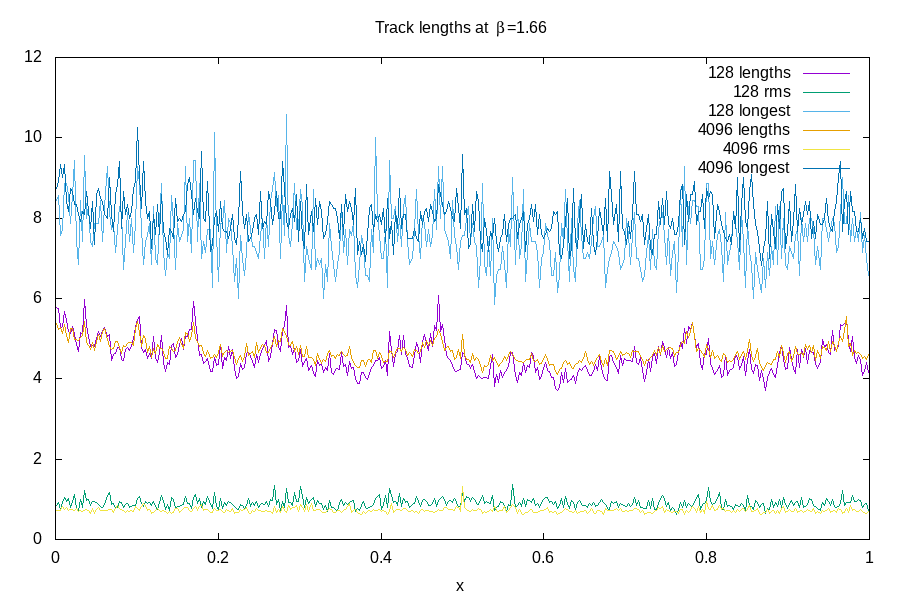 Track lengths at β=1.66
12
10
8
6
4
2
0
128 lengths
128 rms
128 longest
4096 lengths
4096 rms
4096 longest
0 0.2 0.4 0.6 0.8 1
x